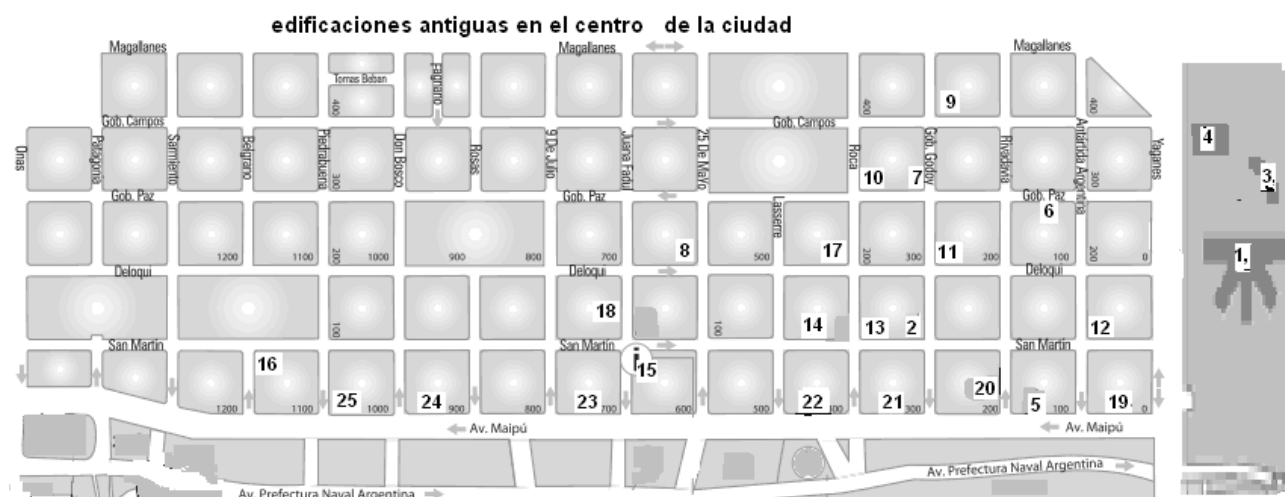 edificaciones antiguas en el centro de la ciudad
Magallanes Magallanes Magallanes
Tomas Beban
Fagnano
400 400 9 400
Gob. Campos Gob. Campos
4
Onas Patagonia Sarmiento Belgrano Piedrabuena Don Bosco Rosas 9 De Julio Juana Fadul 25 De Mayo Roca Gob. Godoy Rivadavia Antártida Argentina Yaganes
300 10 7 300 3.
Gob. Paz Gob. Paz Gob. Paz
Lasserre
6
1200 1100 200 1000 900 800 700 8 500 17 200 300 11 200 100 200 0 1,
Deloqui Deloqui Deloqui
100 18 100 14 13 2 12
San Martín San Martín San Martín
i
16 15
1200 1100 25 1000 24 900 23 600 500 22 400 21 300 20 200 5 100 19. 0
Av. Maipú Av. Maipú
Av. Prefectura Naval Argentina
Av. Prefectura Naval Argentina